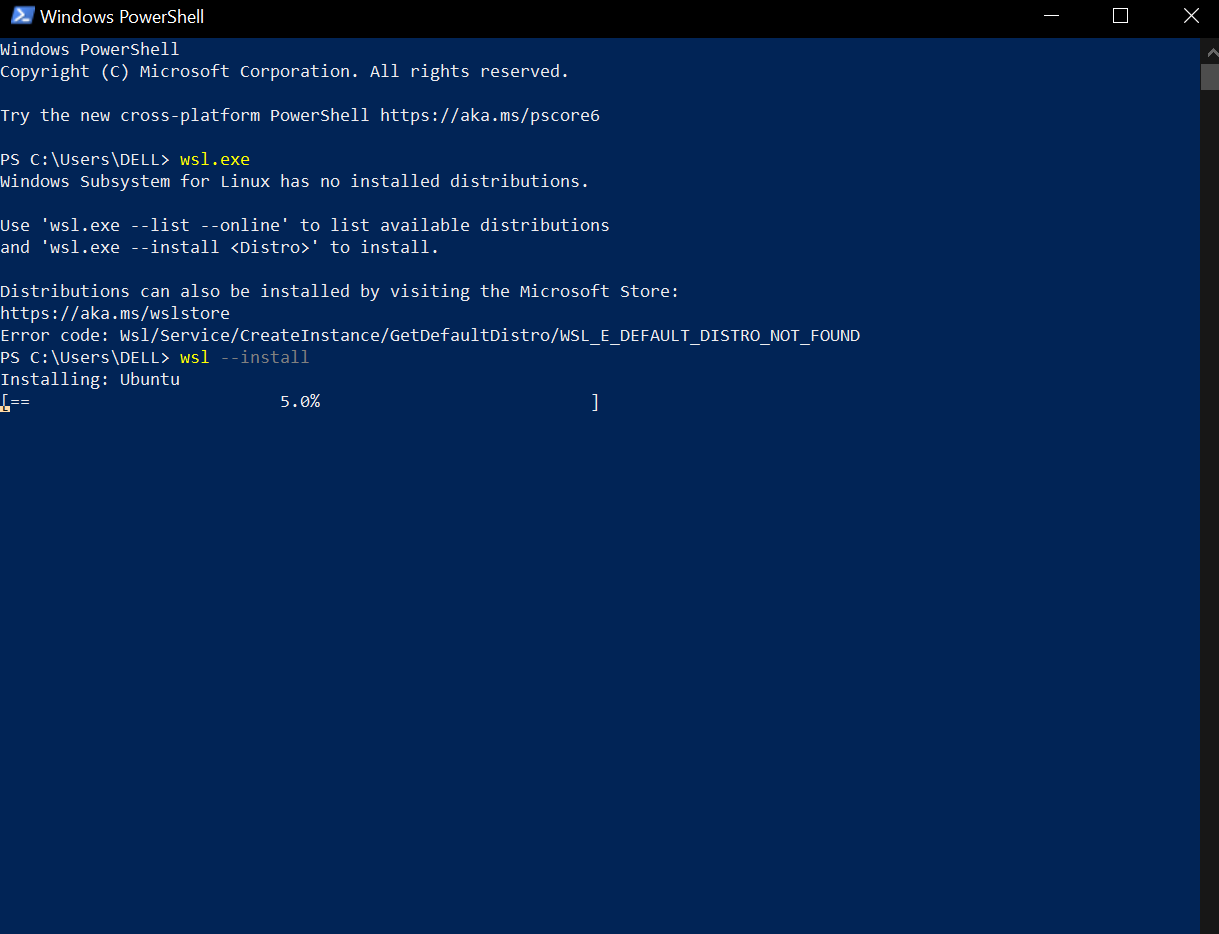 Windows PowerShell
Windows PowerShell
Copyright (C) Microsoft Corporation. All rights reserved.
Try the new cross-platform PowerShell https://aka.ms/pscore6
PS C:\Users\DELL> wsl.exe
Windows Subsystem for Linux has no installed distributions.
Use 'wsl.exe --list --online' to list available distributions
and 'wsl.exe --install <Distro>' to install.
Distributions can also be installed by visiting the Microsoft Store:
https://aka.ms/wslstore
Error code: Wsl/Service/CreateInstance/GetDefaultDistro/WSL_E_DEFAULT_DISTRO_NOT_FOUND
PS C:\Users\DELL> wsl --install
Installing: Ubuntu
[==                         5.0%                           ]